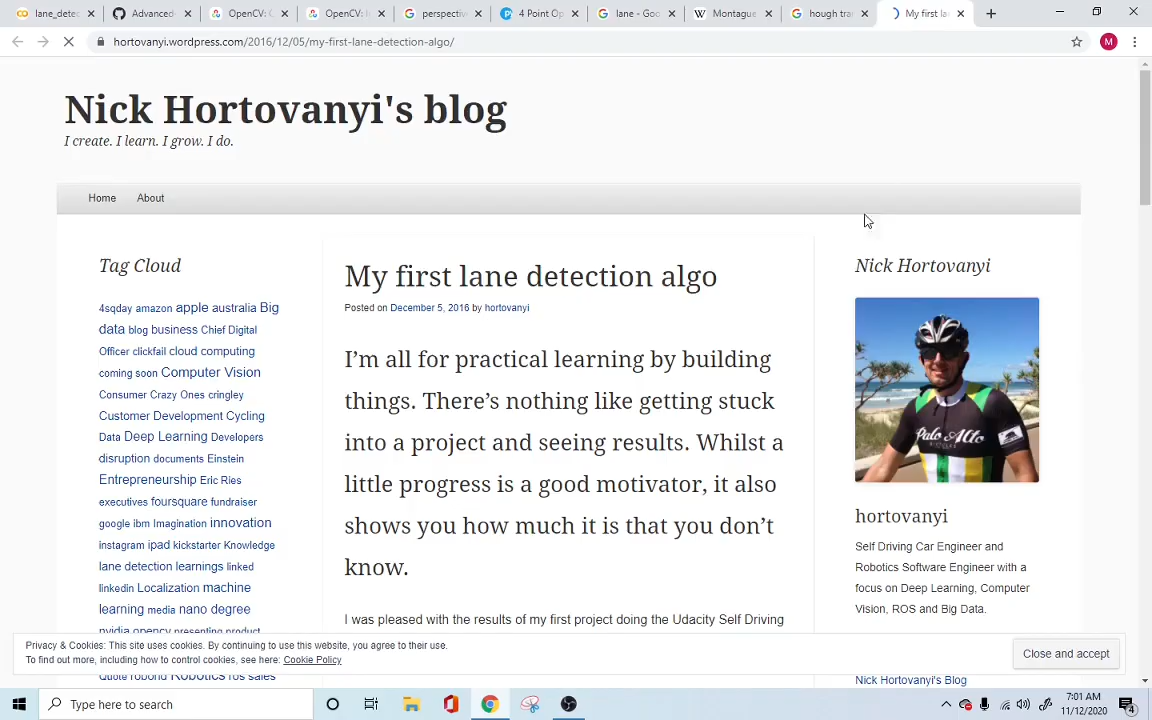 lane_detec
Advanced-
OpenCV: C
OpenCV: I
perspectiv
4 Point Op
lane - Goo
Montague
hough tra
My first la
hortovanyi.wordpress.com/2016/12/05/my-first-lane-detection-algo/
M
Nick Hortovanyi's blog
I create. I learn. I grow. I do.
Home About
Tag Cloud
4sqday amazon apple australia Big
data blog business Chief Digital
Officer clickfail cloud computing
coming soon Computer Vision
Consumer Crazy Ones cringley
Customer Development Cycling
Data Deep Learning Developers
disruption documents Einstein
Entrepreneurship Eric Ries
executives foursquare fundraiser
google ibm Imagination innovation
instagram ipad kickstarter Knowledge
lane detection learnings linked
linkedin Localization machine
learning media nano degree
nvidia opencv presenting product
Quote robond Robotics ros sales
My first lane detection algo
Posted on December 5, 2016 by hortovanyi
I'm all for practical learning by building
things. There's nothing like getting stuck
into a project and seeing results. Whilst a
little progress is a good motivator, it also
shows you how much it is that you don't
know.
I was pleased with the results of my first project doing the Udacity Self Driving
Nick Hortovanyi
Palo Alto
BICYCLES
hortovanyi
Self Driving Car Engineer and
Robotics Software Engineer with a
focus on Deep Learning, Computer
Vision, ROS and Big Data.
Nick Hortovanyi's Blog
Privacy & Cookies: This site uses cookies. By continuing to use this website, you agree to their use.
To find out more, including how to control cookies, see here: Cookie Policy
Close and accept
Type here to search
7:01 AM
11/12/2020
4